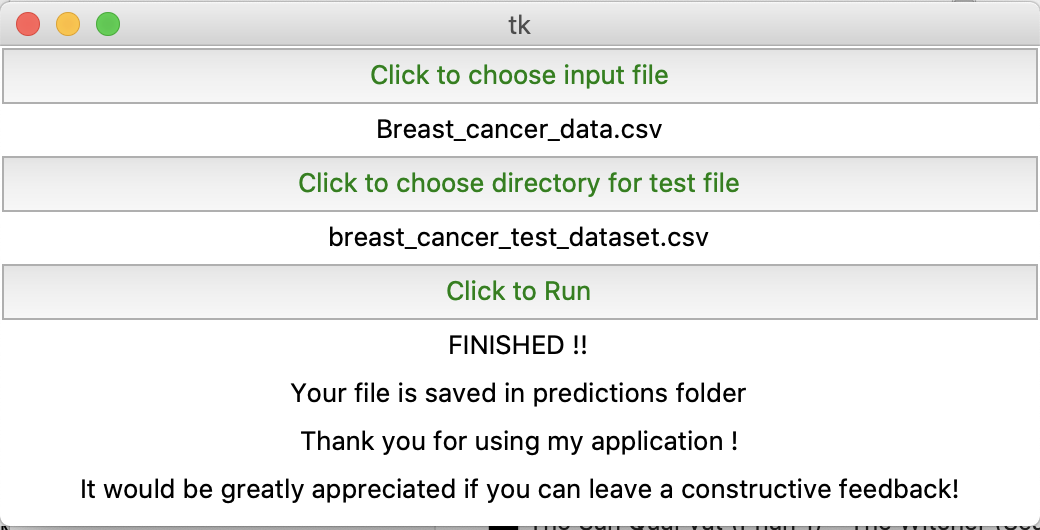 tk
Click to choose input file
Breast_cancer_data.csv
Click to choose directory for test file
breast_cancer_test_dataset.csv
Click to Run
FINISHED !!
Your file is saved in predictions folder
Thank you for using my application !
It would be greatly appreciated if you can leave a constructive feedback!